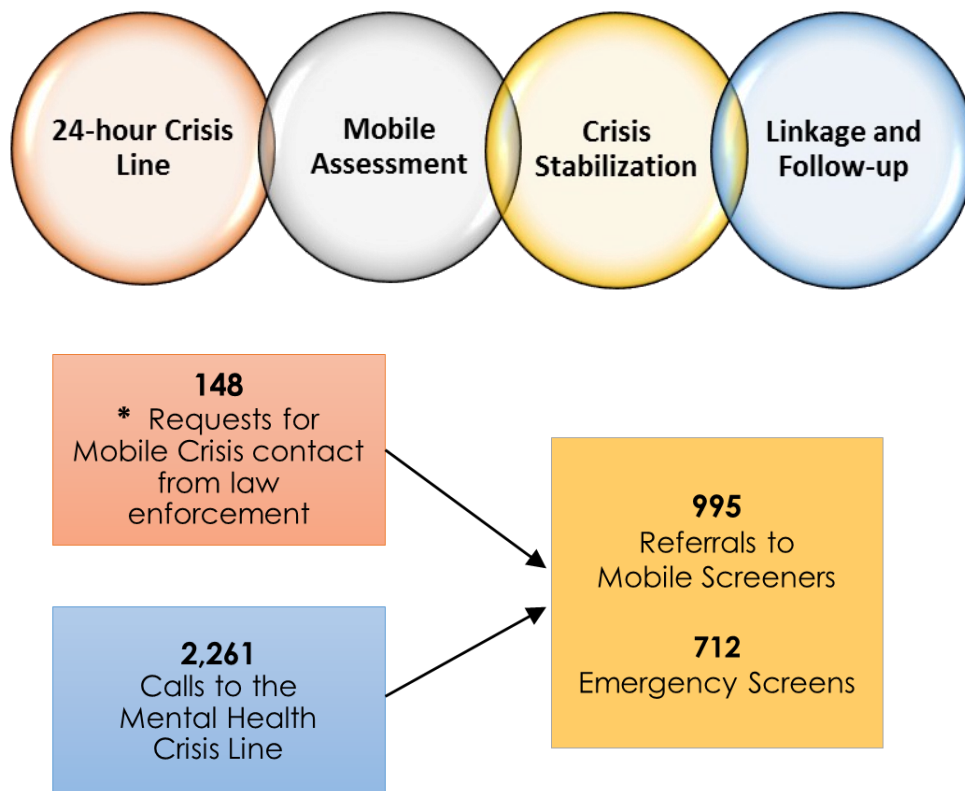 24-hour Crisis
Line
Mobile
Assessment
Crisis
Stabilization
Linkage and
Follow-up
148
* Requests for
Mobile Crisis contact
from law
enforcement
2,261
Calls to the
Mental Health
Crisis Line
995
Referrals to
Mobile Screeners
712
Emergency Screens